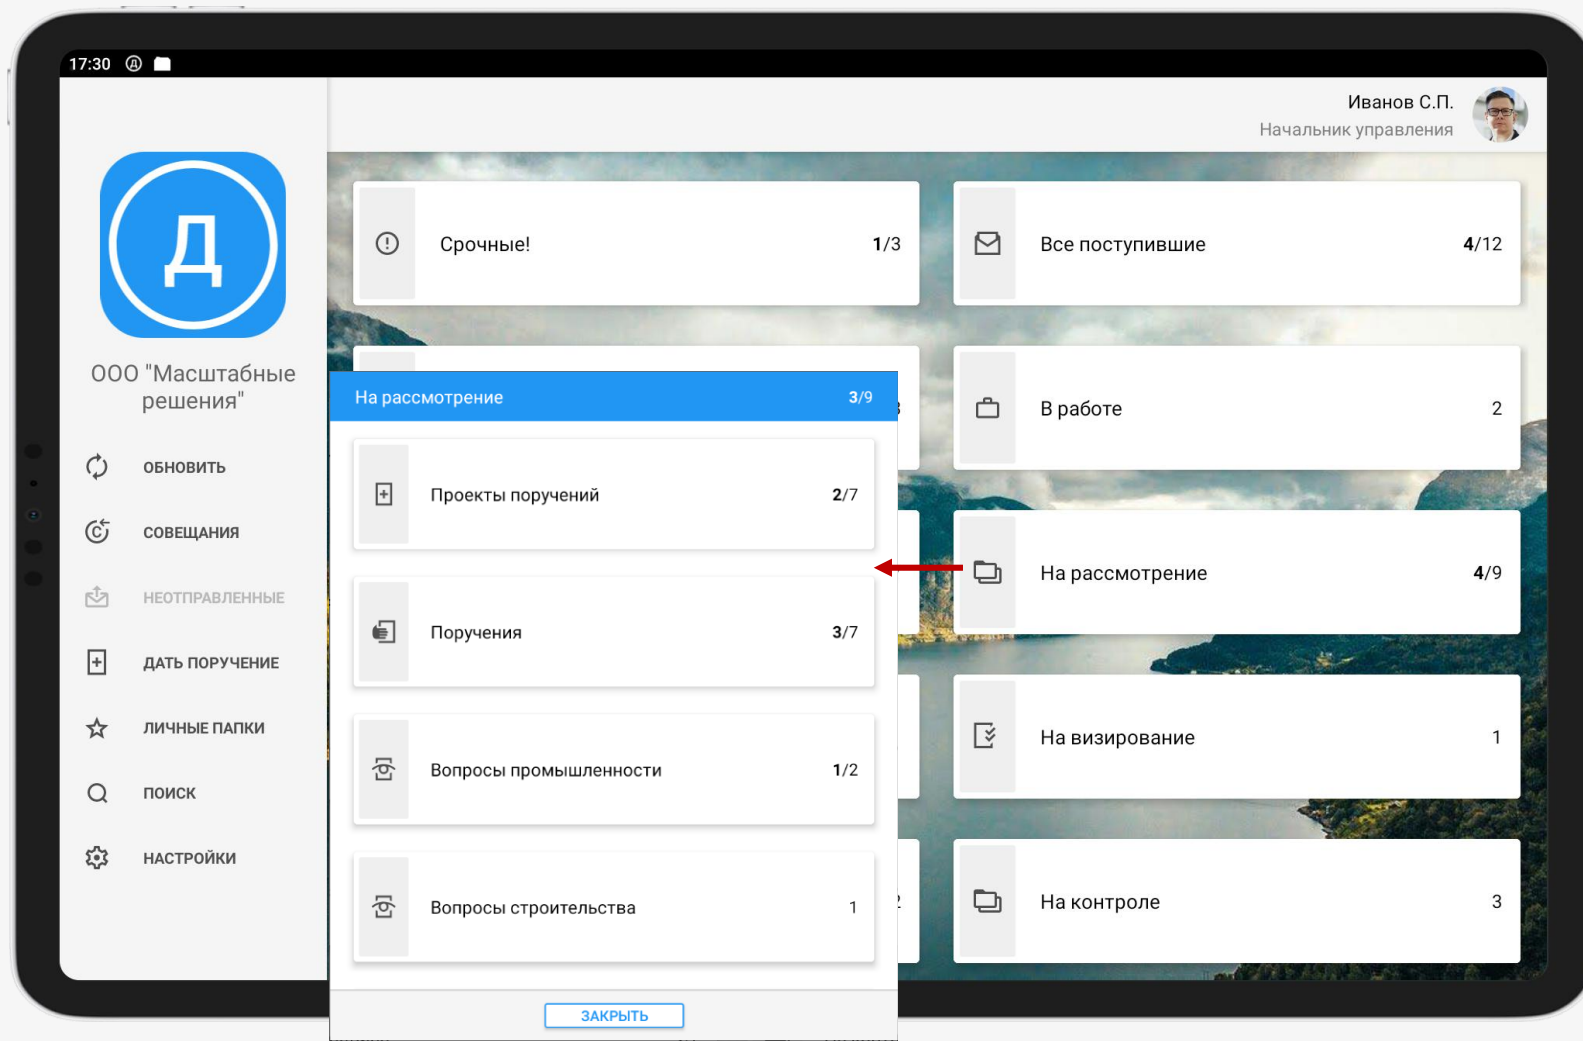 17:30
Иванов С.П.
Начальник управления
Д
ООО "Масштабные
решения"
ОБНОВИТЬ
СОВЕЩАНИЯ
НЕОТПРАВЛЕННЫЕ
ДАТЬ ПОРУЧЕНИЕ
ЛИЧНЫЕ ПАПКИ
ПОИСК
НАСТРОЙКИ
Срочные! 1/3
Все поступившие 4/12
В работе 2
На рассмотрение 4/9
На визирование 1
На контроле 3
На рассмотрение 3/9
Проекты поручений 2/7
Поручения 3/7
Вопросы промышленности 1/2
Вопросы строительства 1
ЗАКРЫТЬ